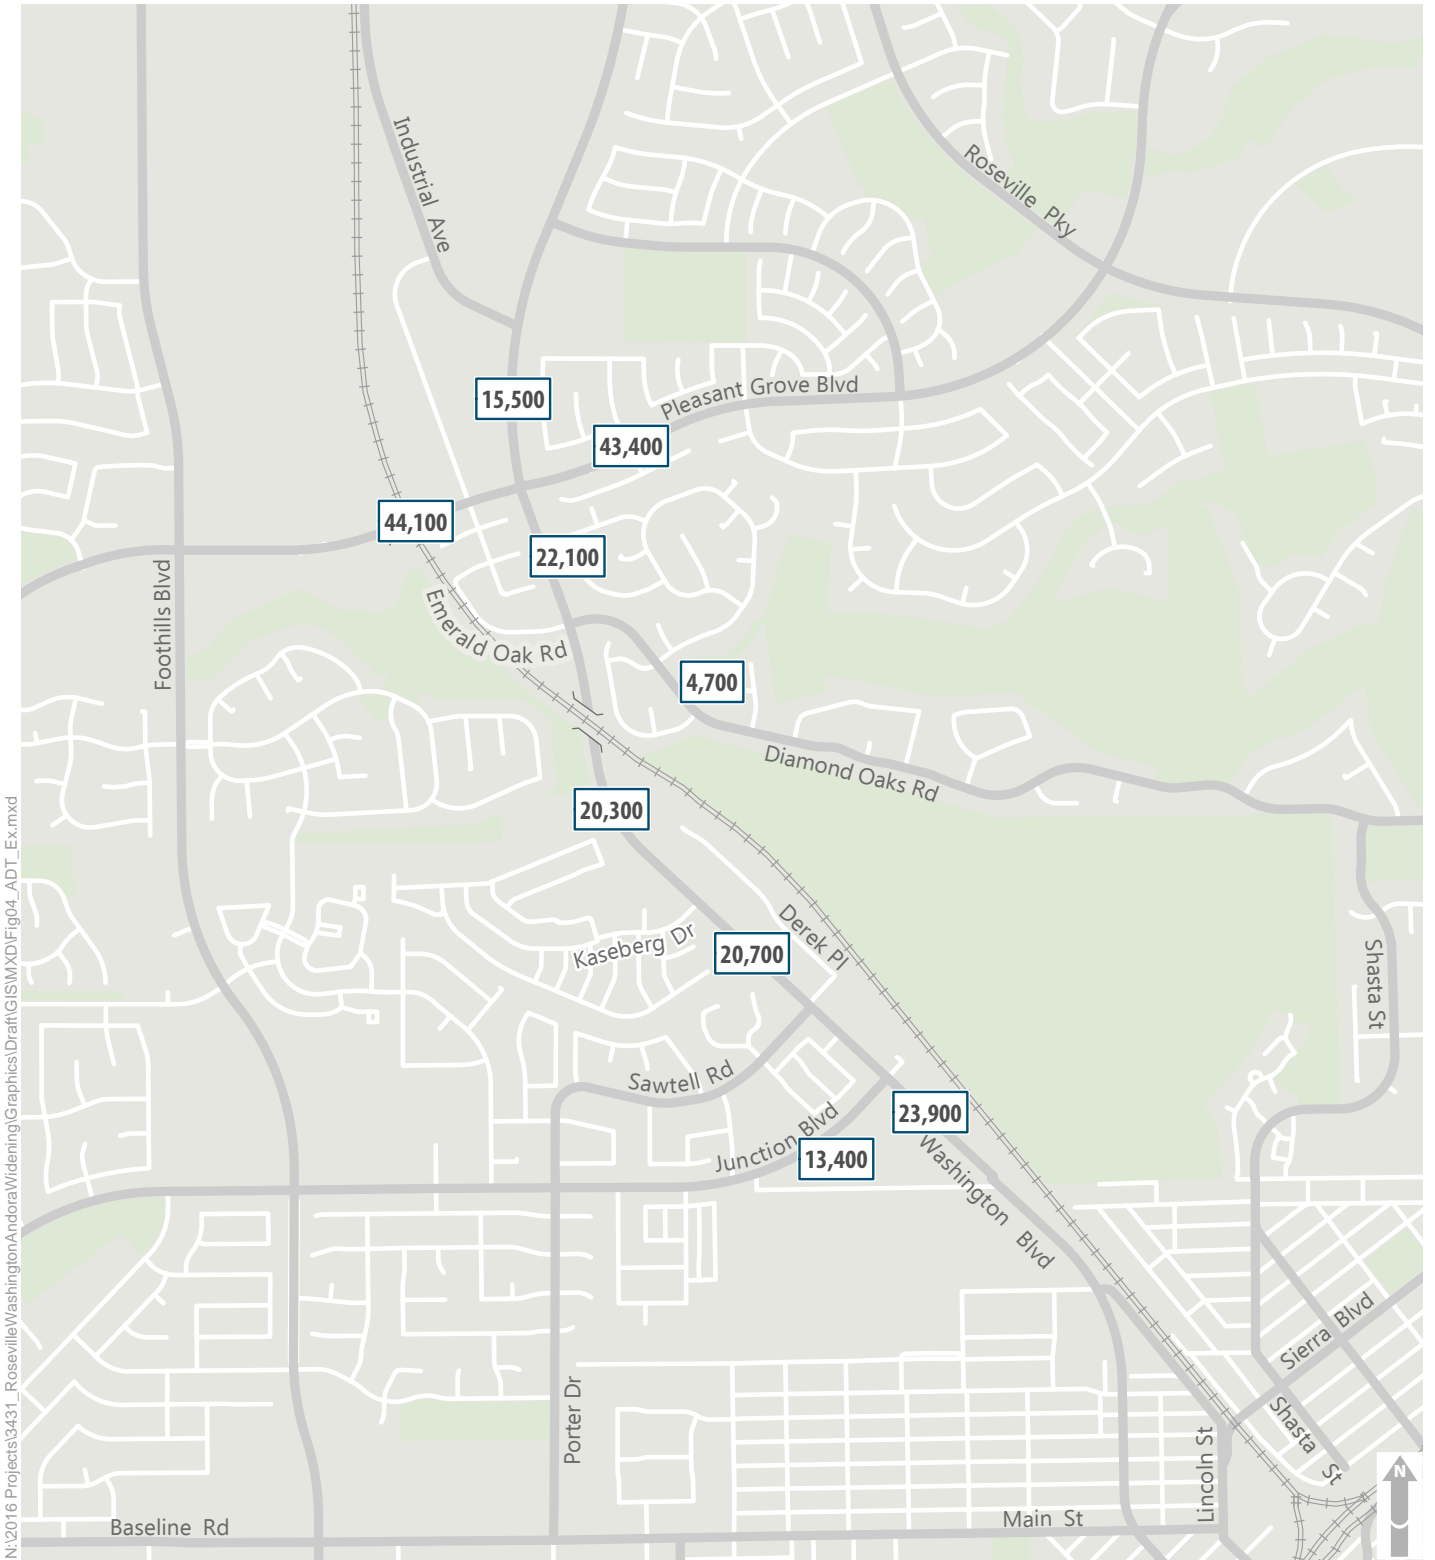 Industrial Ave
Roseville Pky
15,500
Pleasant Grove Blvd
43,400
44,100
22,100
Foothills Blvd
Emerald Oak Rd
4,700
Diamond Oaks Rd
20,300
Derek Pl
Kaseberg Dr
20,700
Shasta St
Sawtell Rd
23,900
Junction Blvd
13,400
Washington Blvd
Sierra Blvd
Porter Dr
Shasta St
Lincoln St
N
Main St
Baseline Rd
N:\2016 Projects\3431_RosevilleWashingtonAndoraWidening\Graphics\Draft\GIS\MXD\Fig04_ADT_Ex.mxd